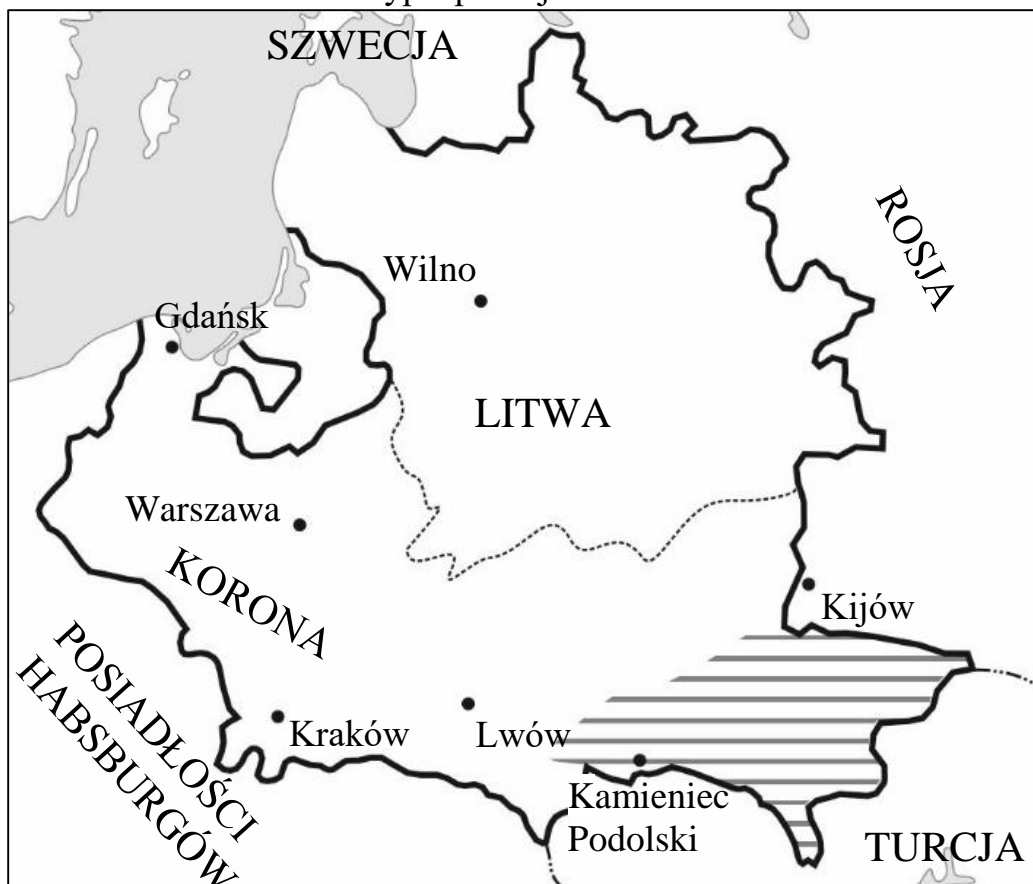 SZWECJA
ROSJA
Wilno
Gdańsk
LITWA
Warszawa
KORONA
Kijów
POSIADŁOŚCI
HABSBURGÓW
Kraków
Lwów
Kamieniec
Podolski
TURCJA